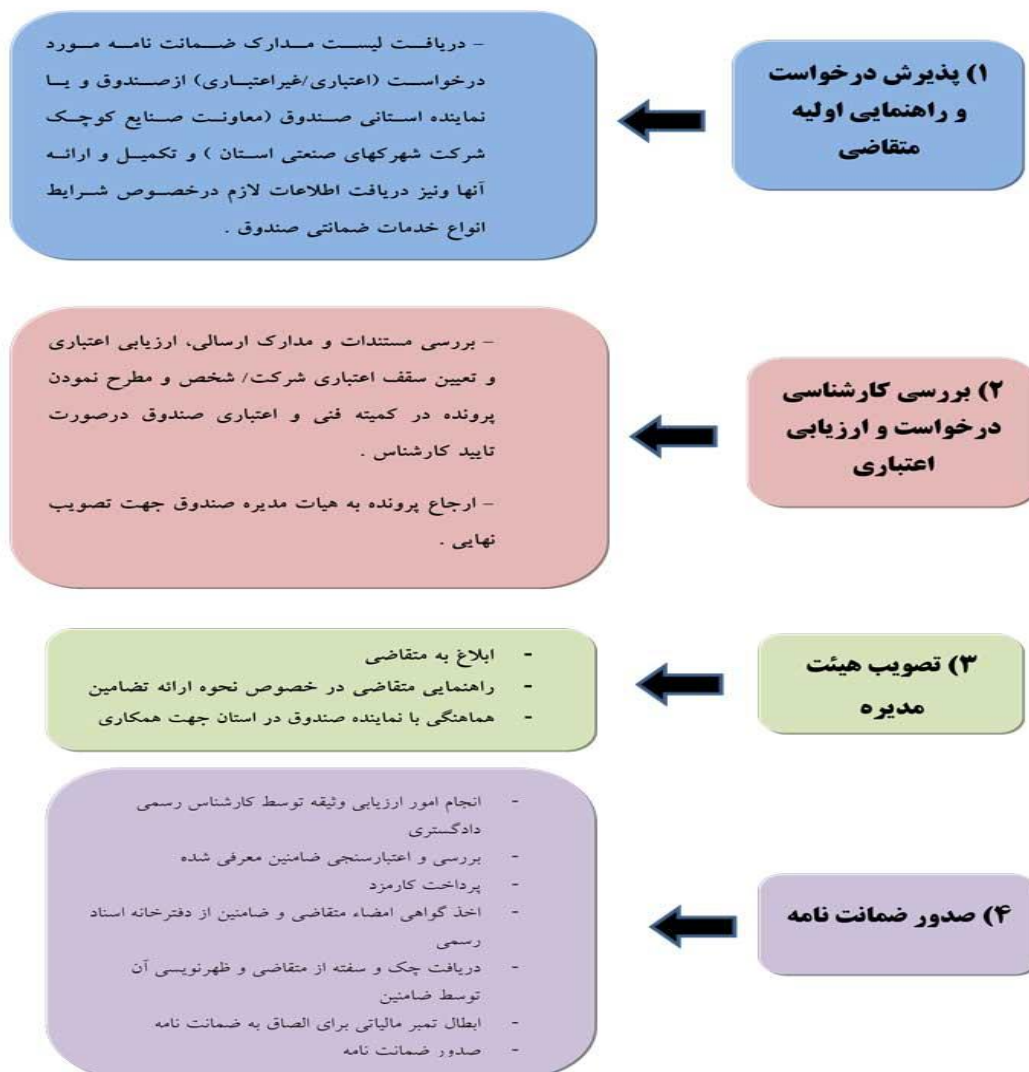 ۱) پذیرش درخواست
و راهنمایی اولیه
متقاضی
– دریافت لیست مدارک ضمانت نامه مورد
درخواست (اعتباری/غیراعتباری) ازصندوق و یا
نماینده استانی صندوق (معاونت صنایع کوچک
شرکت شهرکهای صنعتی استان ) و تکمیل و ارائه
آنها ونیز دریافت اطلاعات لازم درخصوص شرایط
انواع خدمات ضمانتی صندوق .
۲) بررسی کارشناسی
درخواست و ارزیابی
اعتباری
– بررسی مستندات و مدارک ارسالی، ارزیابی اعتباری
و تعیین سقف اعتباری شرکت/ شخص و مطرح نمودن
پرونده در کمیته فنی و اعتباری صندوق درصورت
تایید کارشناس .
– ارجاع پرونده به هیات مدیره صندوق جهت تصویب
نهایی .
۳) تصویب هیئت
مدیره
- ابلاغ به متقاضی
- راهنمایی متقاضی در خصوص نحوه ارائه تضامین
- هماهنگی با نماینده صندوق در استان جهت همکاری
۴) صدور ضمانت نامه
- انجام امور ارزیابی وثیقه توسط کارشناس رسمی
دادگستری
- بررسی و اعتبارسنجی ضامنین معرفی شده
- پرداخت کارمزد
- اخذ گواهی امضاء متقاضی و ضامنین از دفترخانه اسناد
رسمی
- دریافت چک و سفته از متقاضی و ظهرنویسی آن
توسط ضامنین
- ابطال تمبر مالیاتی برای الصاق به ضمانت نامه
- صدور ضمانت نامه